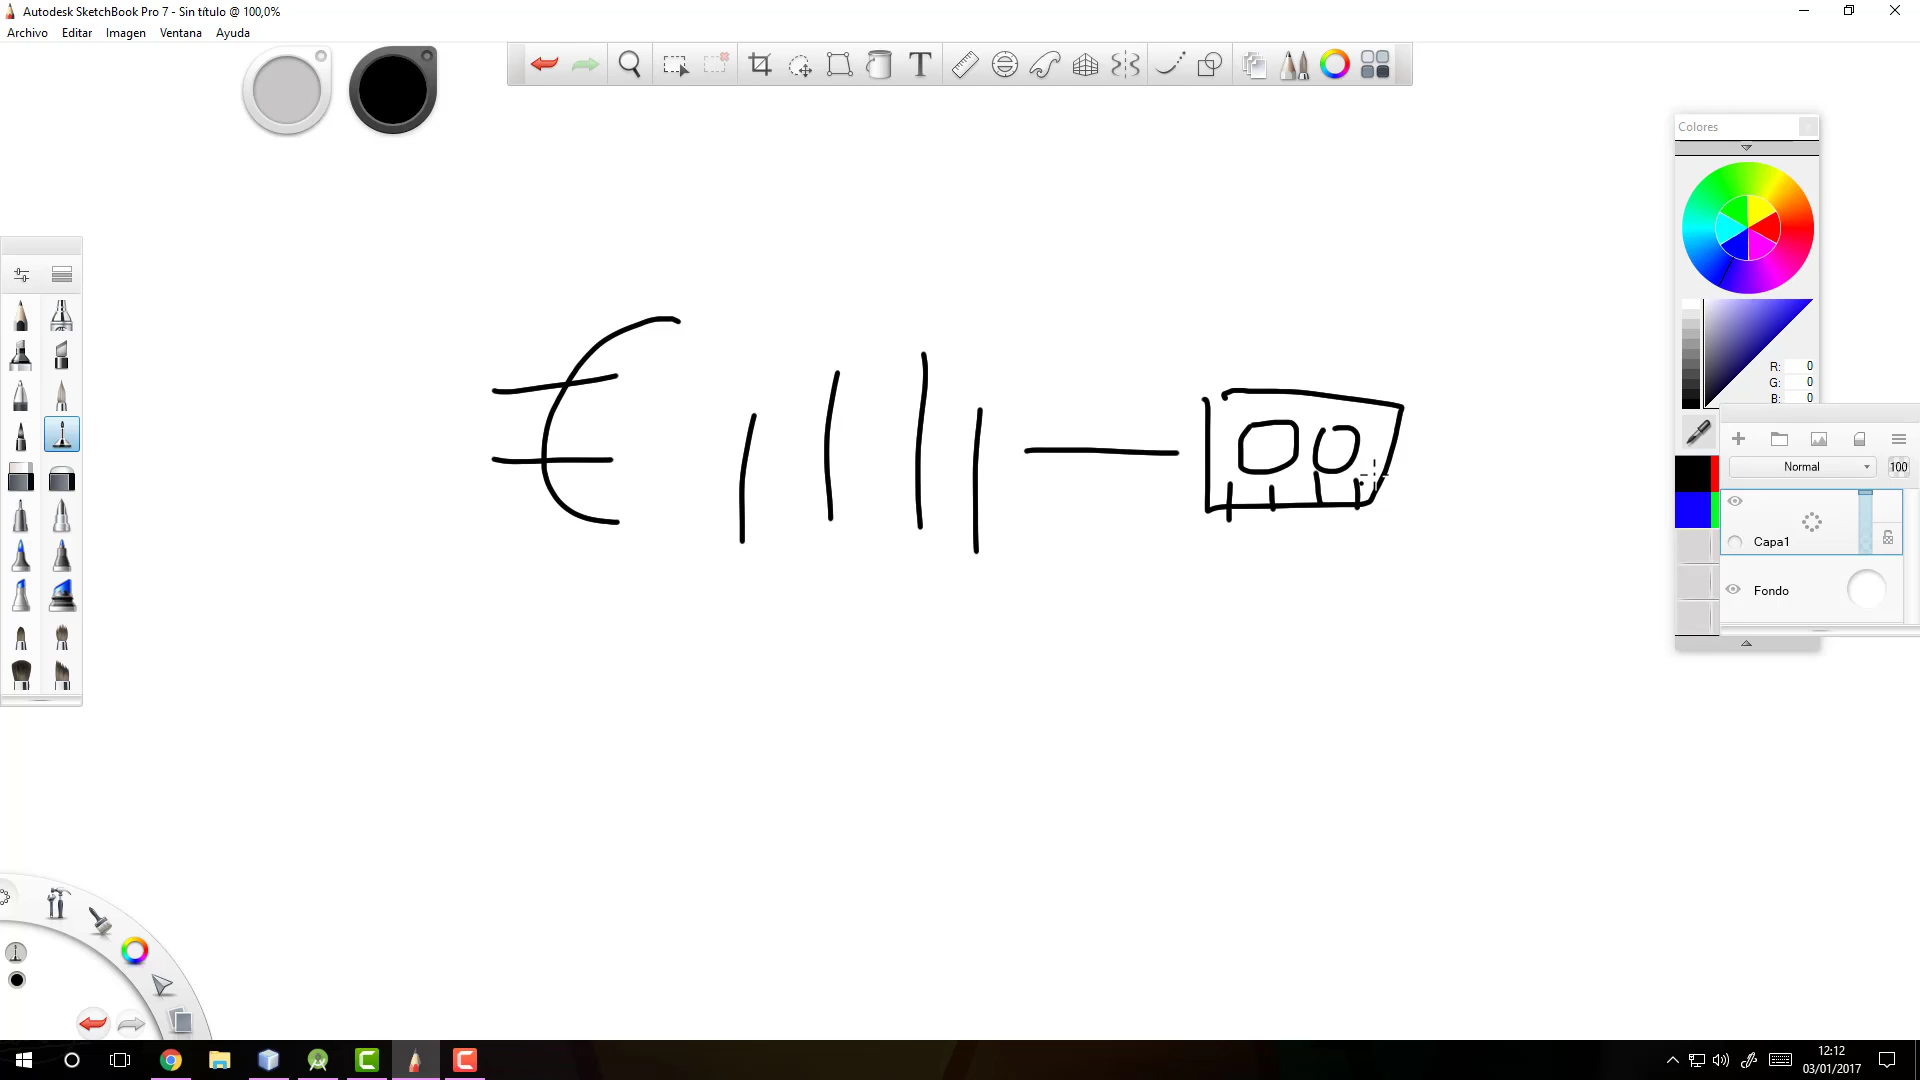 Autodesk SketchBook Pro 7 - Sin título @ 100,0%
Archivo Editar Imagen Ventana Ayuda
T
Colores
R: 0
G: 0
B: 0
Normal 100
Capa1
Fondo
€
12:12
03/01/2017